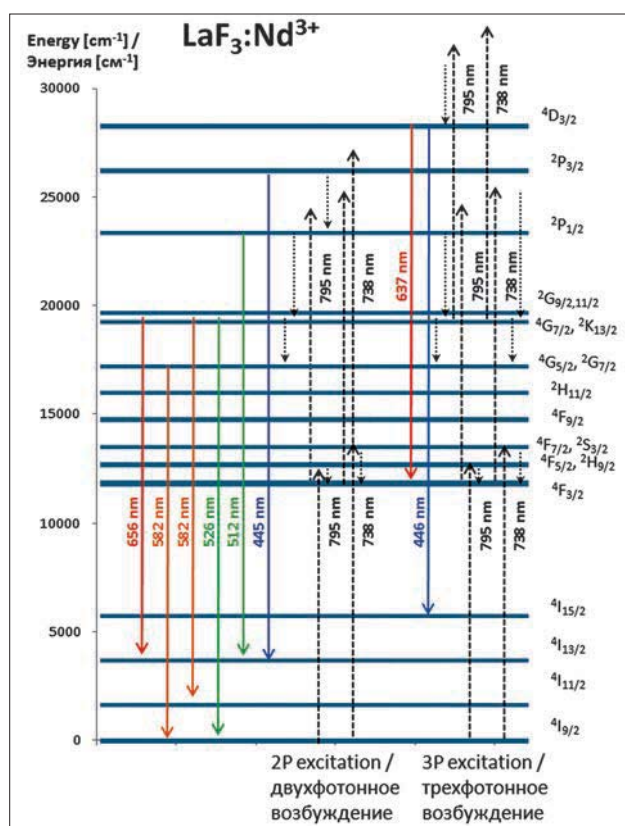 Energy [cm-1] /
Энергия [см-1]
LaF3:Nd3+
30000
25000
20000
15000
10000
5000
0
4D3/2
2P3/2
2P1/2
2G9/2,11/2
4G7/2, 2K13/2
4G5/2, 2G7/2
2H11/2
4F9/2
4F7/2, 2S3/2
4F5/2, 2H9/2
4F3/2
4I15/2
4I13/2
4I11/2
4I9/2
656 nm
582 nm
582 nm
526 nm
512 nm
445 nm
795 nm
738 nm
795 nm
738 nm
637 nm
446 nm
795 nm
738 nm
795 nm
738 nm
795 nm
738 nm
2P excitation /
двухфотонное
возбуждение
3P excitation /
трехфотонное
возбуждение